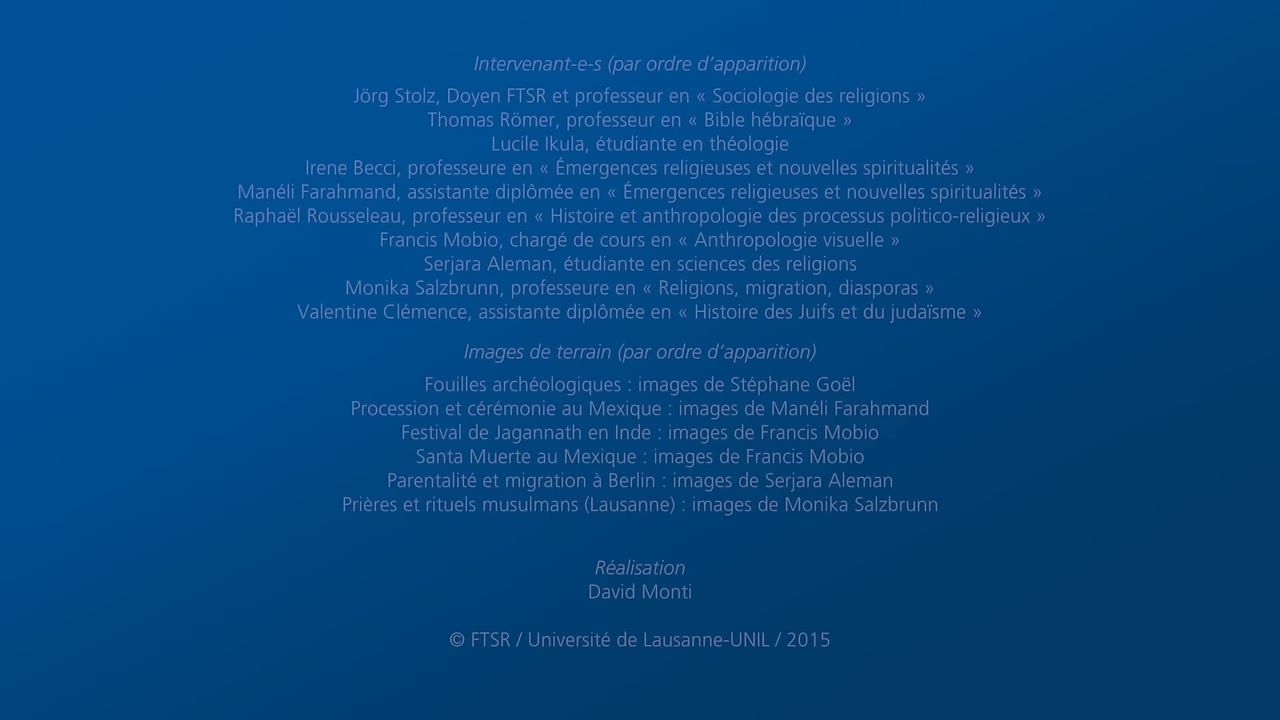 Intervenant-e-s (par ordre d’apparition)
Jörg Stolz, Doyen FTSR et professeur en « Sociologie des religions »
Thomas Römer, professeur en « Bible hébraïque »
Lucile Ikula, étudiante en théologie
Irene Becci, professeure en « Émergences religieuses et nouvelles spiritualités »
Manéli Farahmand, assistante diplômée en « Émergences religieuses et nouvelles spiritualités »
Raphaël Rousseleau, professeur en « Histoire et anthropologie des processus politico-religieux »
Francis Mobio, chargé de cours en « Anthropologie visuelle »
Serjara Aleman, étudiante en sciences des religions
Monika Salzbrunn, professeure en « Religions, migration, diasporas »
Valentine Clémence, assistante diplômée en « Histoire des Juifs et du judaïsme »
Images de terrain (par ordre d’apparition)
Fouilles archéologiques : images de Stéphane Goël
Procession et cérémonie au Mexique : images de Manéli Farahmand
Festival de Jagannath en Inde : images de Francis Mobio
Santa Muerte au Mexique : images de Francis Mobio
Parentalité et migration à Berlin : images de Serjara Aleman
Prières et rituels musulmans (Lausanne) : images de Monika Salzbrunn
Réalisation
David Monti
© FTSR / Université de Lausanne-UNIL / 2015